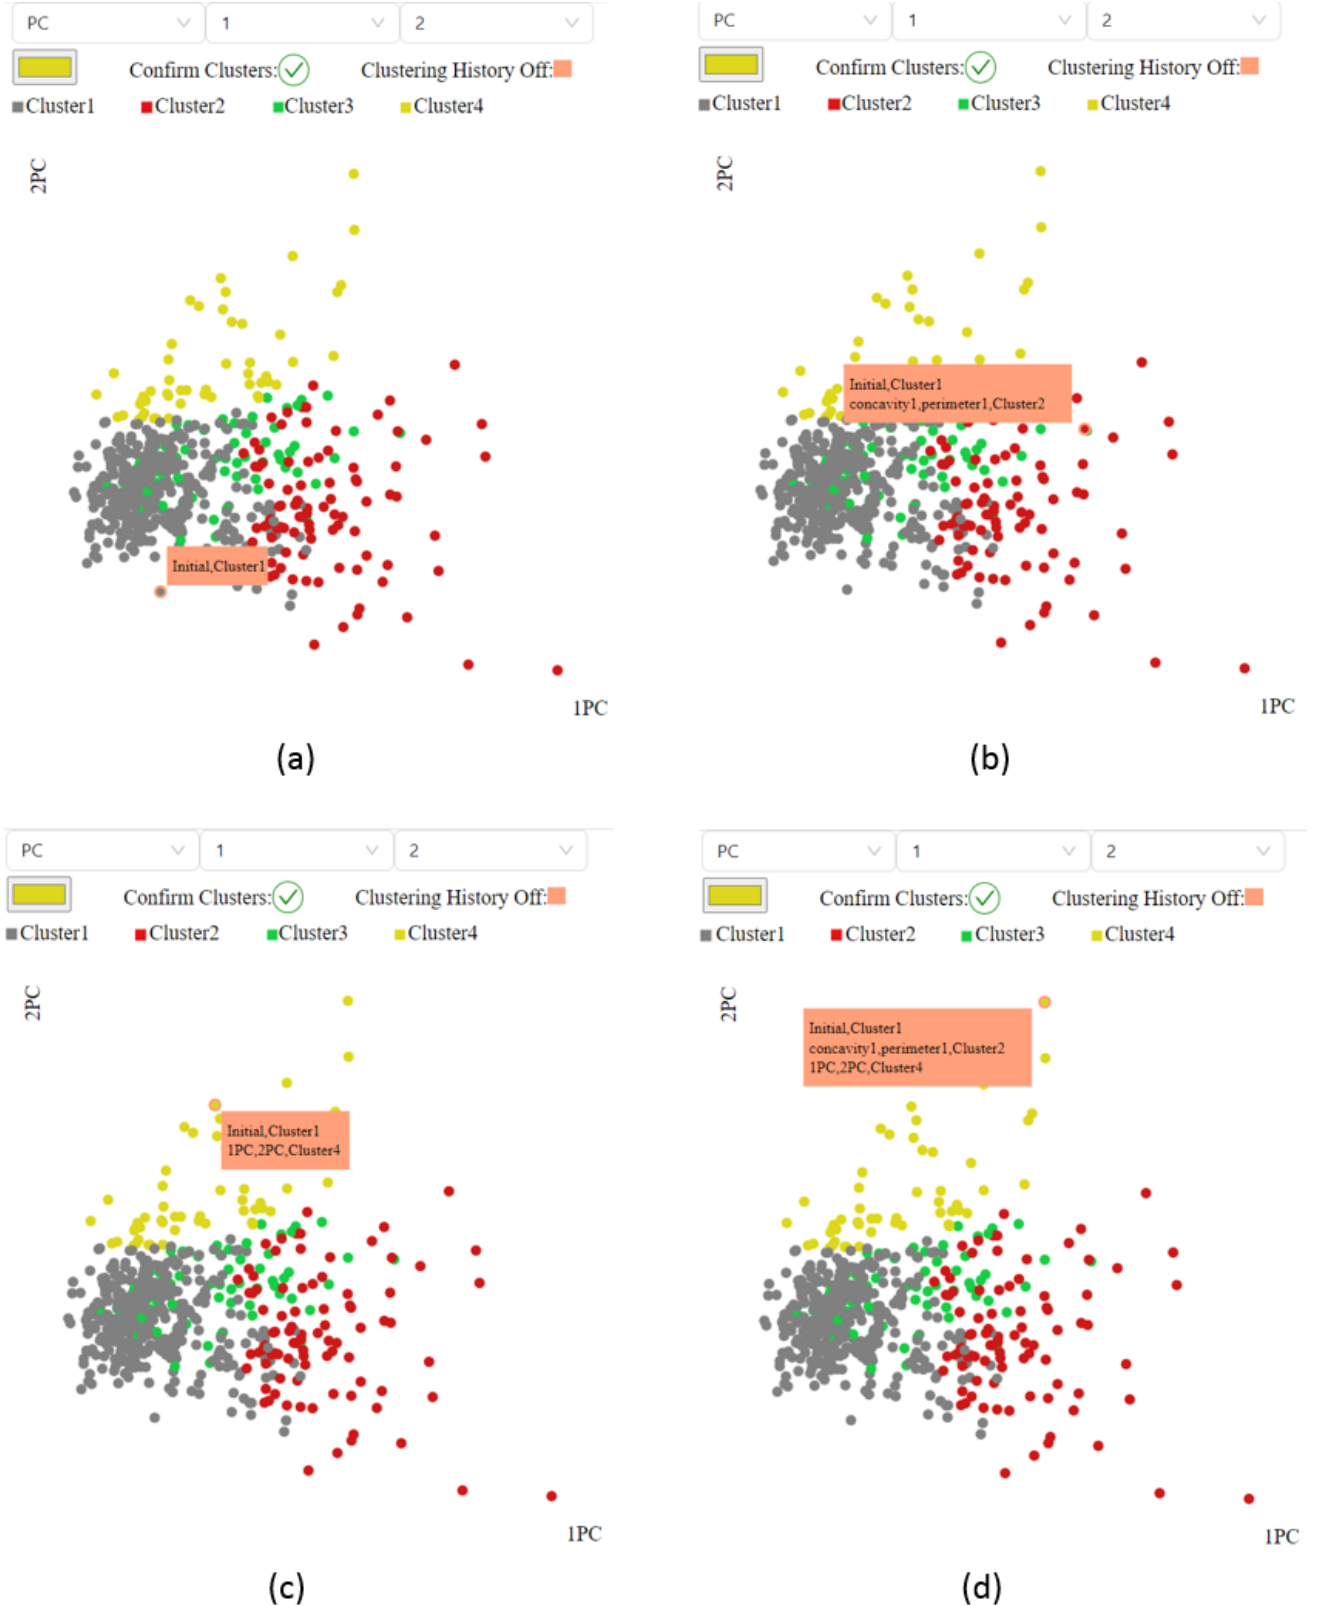 PC 1 2
Confirm Clusters: Clustering History Off:
Cluster1 Cluster2 Cluster3 Cluster4
2PC
Initial,Cluster1
1PC
(a)
PC 1 2
Confirm Clusters: Clustering History Off:
Cluster1 Cluster2 Cluster3 Cluster4
2PC
Initial,Cluster1
concavity1,perimeter1,Cluster2
1PC
(b)
PC 1 2
Confirm Clusters: Clustering History Off:
Cluster1 Cluster2 Cluster3 Cluster4
2PC
Initial,Cluster1
1PC,2PC,Cluster4
1PC
(c)
PC 1 2
Confirm Clusters: Clustering History Off:
Cluster1 Cluster2 Cluster3 Cluster4
2PC
Initial,Cluster1
concavity1,perimeter1,Cluster2
1PC,2PC,Cluster4
1PC
(d)